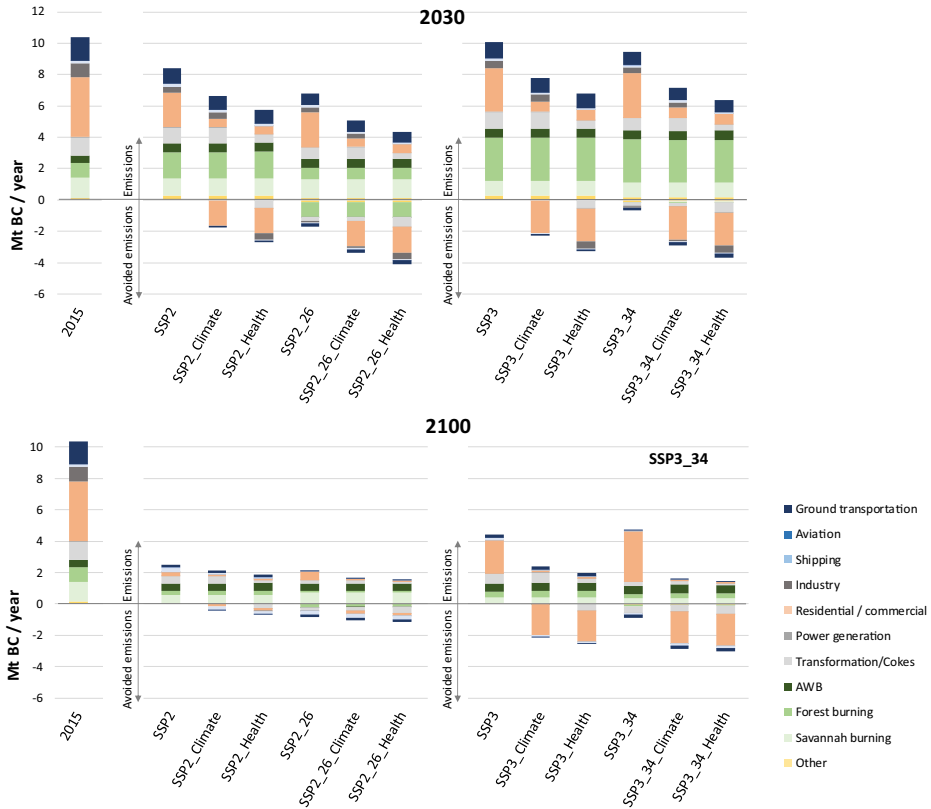 2030
12
10
8
6
4
2
0
-2
-4
-6
Mt BC / year
Emissions
Avoided emissions
Emissions
Avoided emissions
2015
SSP2
SSP2_Climate
SSP2_Health
SSP2_26
SSP2_26_Climate
SSP2_26_Health
SSP3
SSP3_Climate
SSP3_Health
SSP3_34
SSP3_34_Climate
SSP3_34_Health
2100
SSP3_34
10
8
6
4
2
0
-2
-4
-6
Mt BC / year
Emissions
Avoided emissions
Emissions
Avoided emissions
2015
SSP2
SSP2_Climate
SSP2_Health
SSP2_26
SSP2_26_Climate
SSP2_26_Health
SSP3
SSP3_Climate
SSP3_Health
SSP3_34
SSP3_34_Climate
SSP3_34_Health
Ground transportation
Aviation
Shipping
Industry
Residential / commercial
Power generation
Transformation/Cokes
AWB
Forest burning
Savannah burning
Other